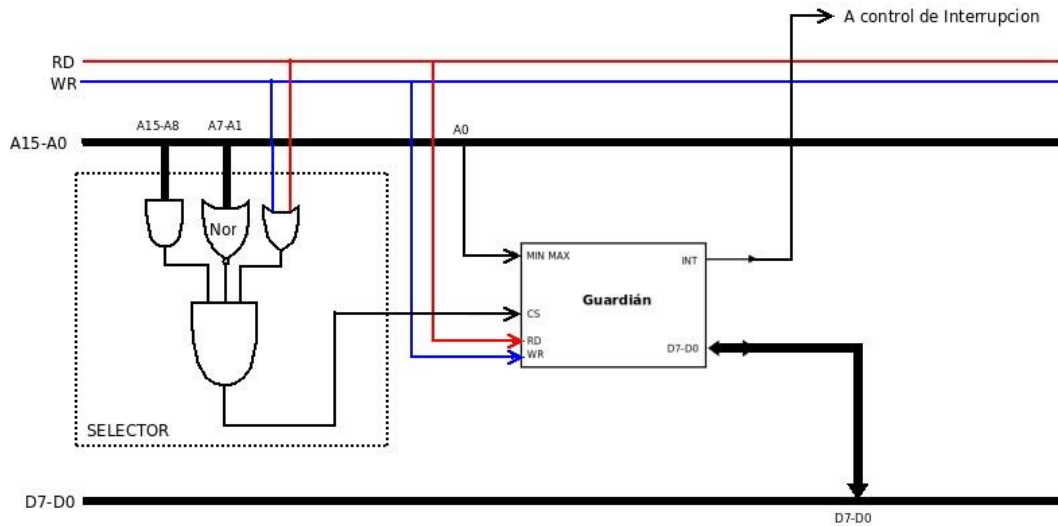 A control de Interrupcion
RD
WR
A15-A8
A7-A1
A0
A15-A0
Nor
MIN MAX
INT
Guardián
CS
RD
D7-D0
WR
SELECTOR
D7-D0
D7-D0